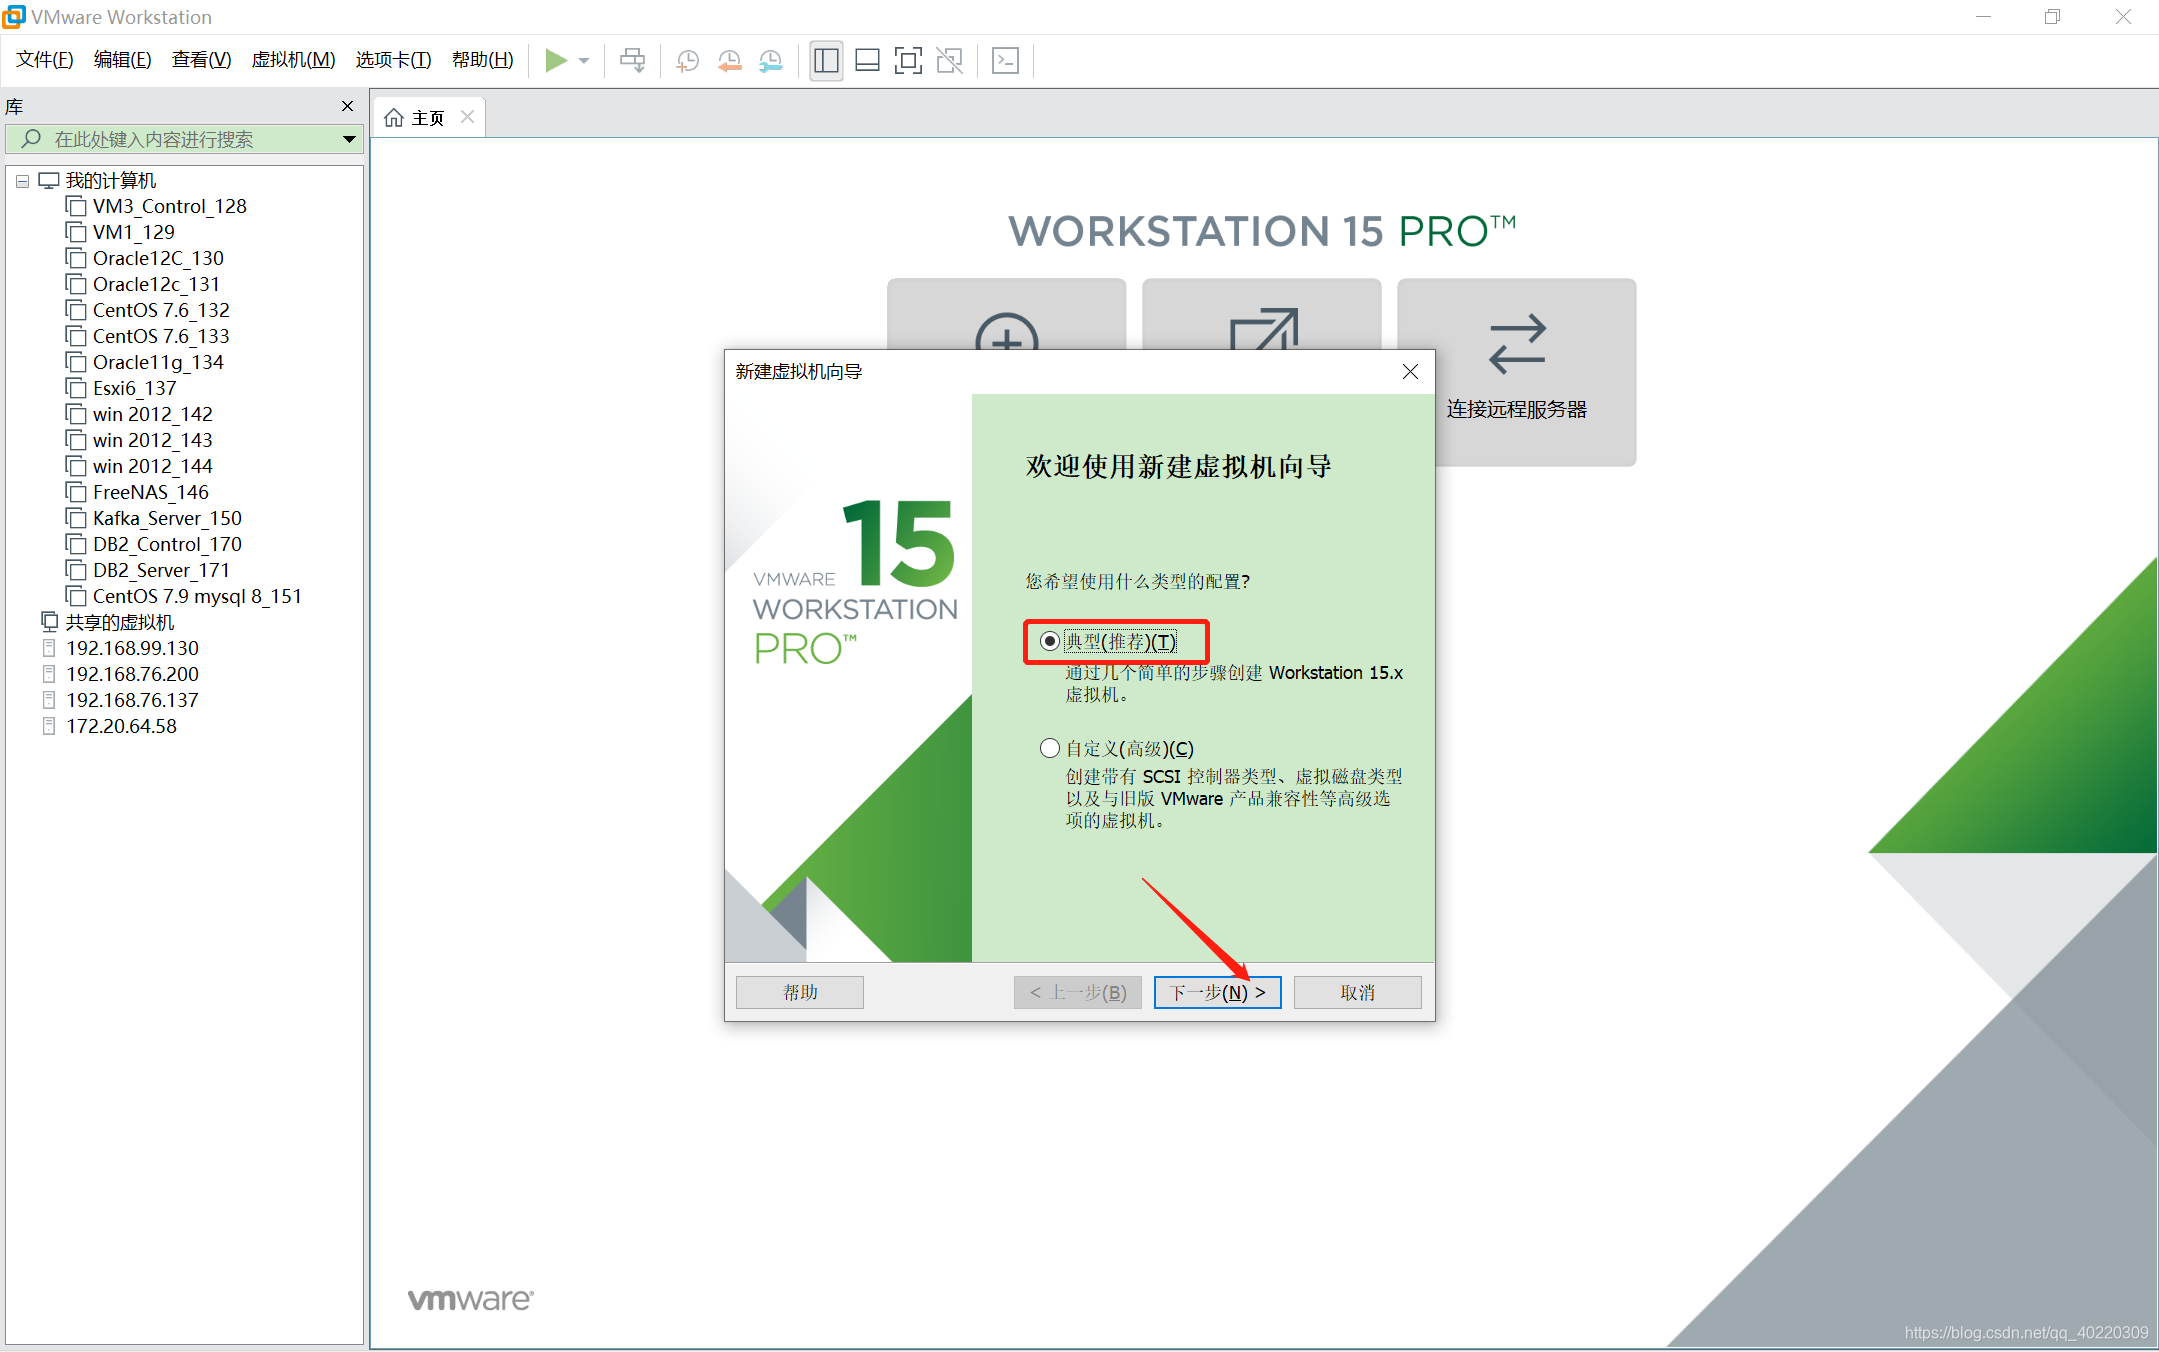 VMware Workstation
文件(F) 编辑(E) 查看(V) 虚拟机(M) 选项卡(T) 帮助(H)
库
在此处键入内容进行搜索
我的计算机
VM3_Control_128
VM1_129
Oracle12C_130
Oracle12c_131
CentOS 7.6_132
CentOS 7.6_133
Oracle11g_134
Esxi6_137
win 2012_142
win 2012_143
win 2012_144
FreeNAS_146
Kafka_Server_150
DB2_Control_170
DB2_Server_171
CentOS 7.9 mysql 8_151
共享的虚拟机
192.168.99.130
192.168.76.200
192.168.76.137
172.20.64.58
主页
WORKSTATION 15 PRO™
连接远程服务器
新建虚拟机向导
15
VMWARE
WORKSTATION
PRO™
欢迎使用新建虚拟机向导
您希望使用什么类型的配置?
典型(推荐)(T)
通过几个简单的步骤创建 Workstation 15.x
虚拟机。
自定义(高级)(C)
创建带有 SCSI 控制器类型、虚拟磁盘类型
以及与旧版 VMware 产品兼容性等高级选
项的虚拟机。
帮助
< 上一步(B)
下一步(N) >
取消
vmware®
https://blog.csdn.net/qq_40220309